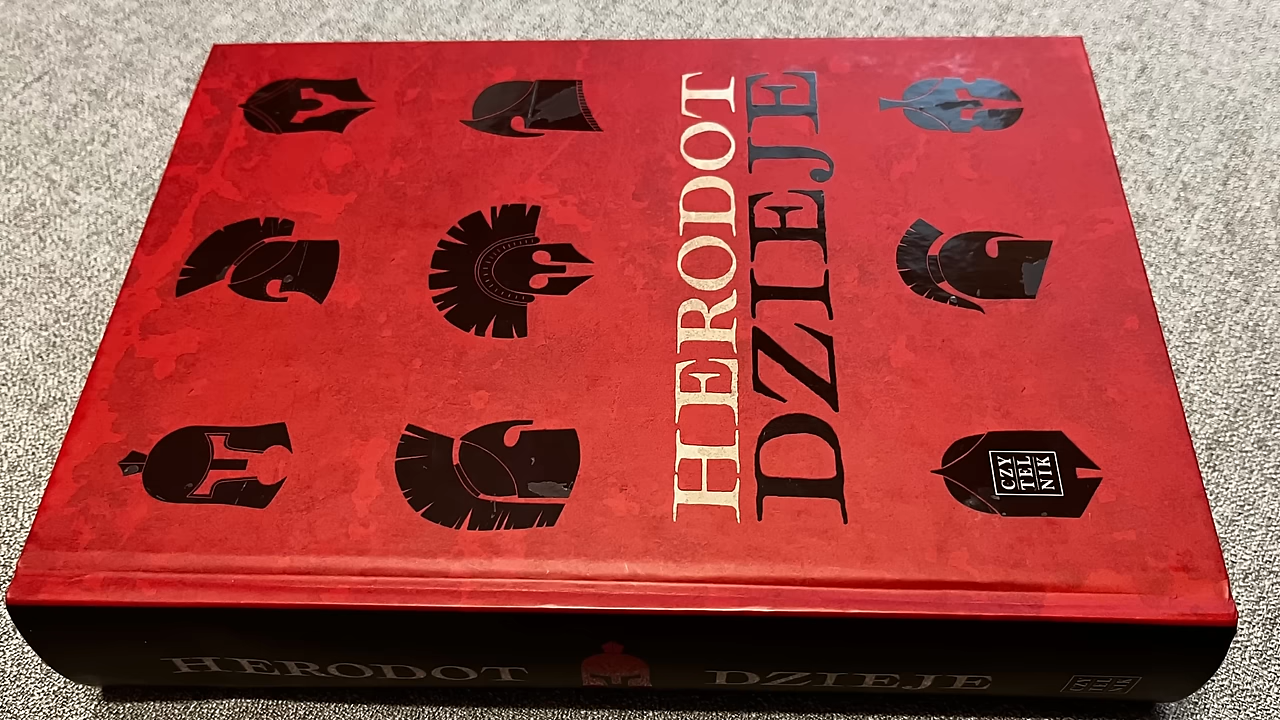 HERODOT
DZIEJE
CZY
TEL
NIK
HERODOT DZIEJE